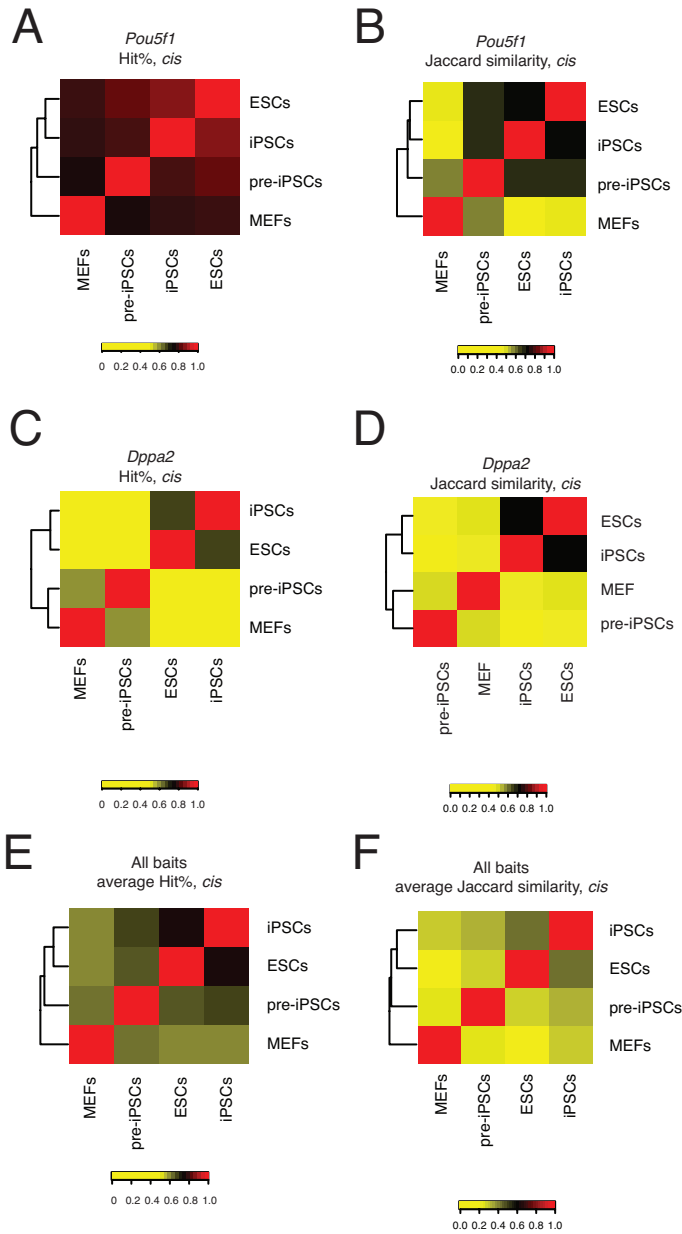 A
Pou5f1
Hit%, cis
ESCs
iPSCs
pre-iPSCs
MEFs
MEFs
pre-iPSCs
iPSCs
ESCs
0 0.2 0.4 0.6 0.8 1.0
B
Pou5f1
Jaccard similarity, cis
ESCs
iPSCs
pre-iPSCs
MEFs
MEFs
pre-iPSCs
ESCs
iPSCs
0.0 0.2 0.4 0.6 0.8 1.0
C
Dppa2
Hit%, cis
iPSCs
ESCs
pre-iPSCs
MEFs
MEFs
pre-iPSCs
ESCs
iPSCs
0 0.2 0.4 0.6 0.8 1.0
D
Dppa2
Jaccard similarity, cis
ESCs
iPSCs
MEF
pre-iPSCs
pre-iPSCs
MEF
iPSCs
ESCs
0.0 0.2 0.4 0.6 0.8 1.0
E
All baits
average Hit%, cis
iPSCs
ESCs
pre-iPSCs
MEFs
MEFs
pre-iPSCs
ESCs
iPSCs
0 0.2 0.4 0.6 0.8 1.0
F
All baits
average Jaccard similarity, cis
iPSCs
ESCs
pre-iPSCs
MEFs
MEFs
pre-iPSCs
ESCs
iPSCs
0.0 0.2 0.4 0.6 0.8 1.0